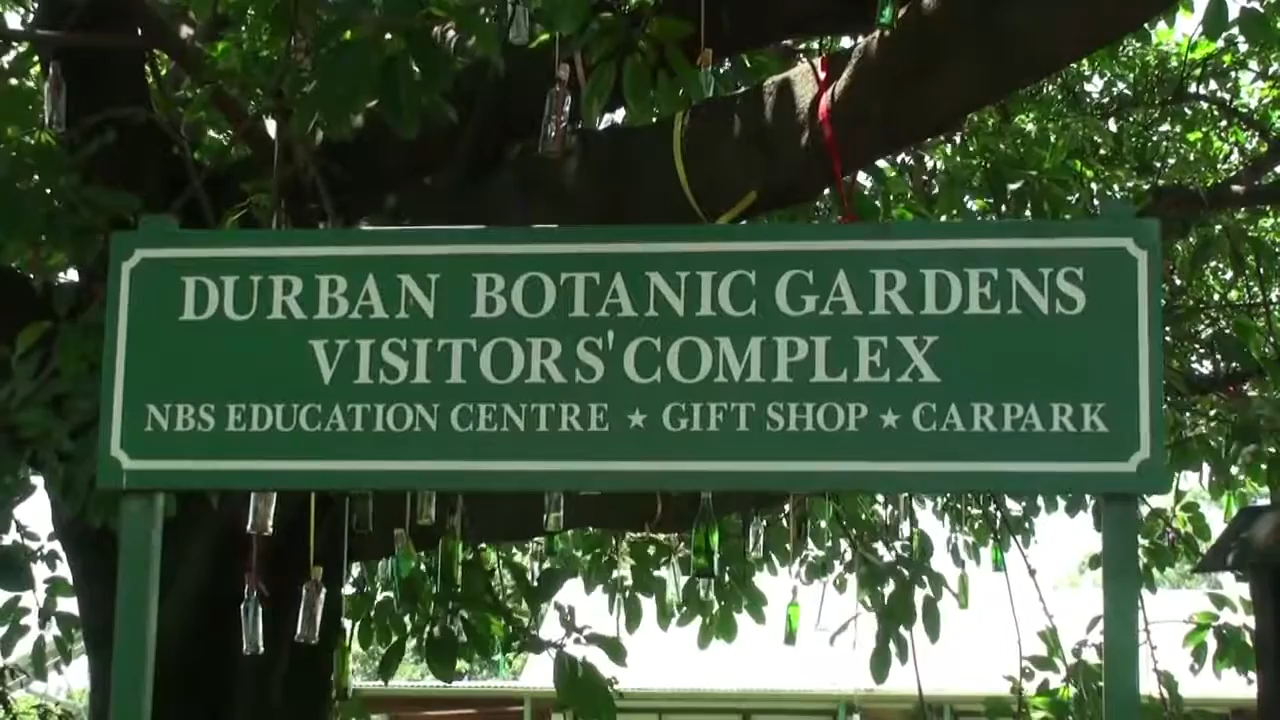 DURBAN BOTANIC GARDENS
VISITORS' COMPLEX
NBS EDUCATION CENTRE ★ GIFT SHOP ★ CARPARK